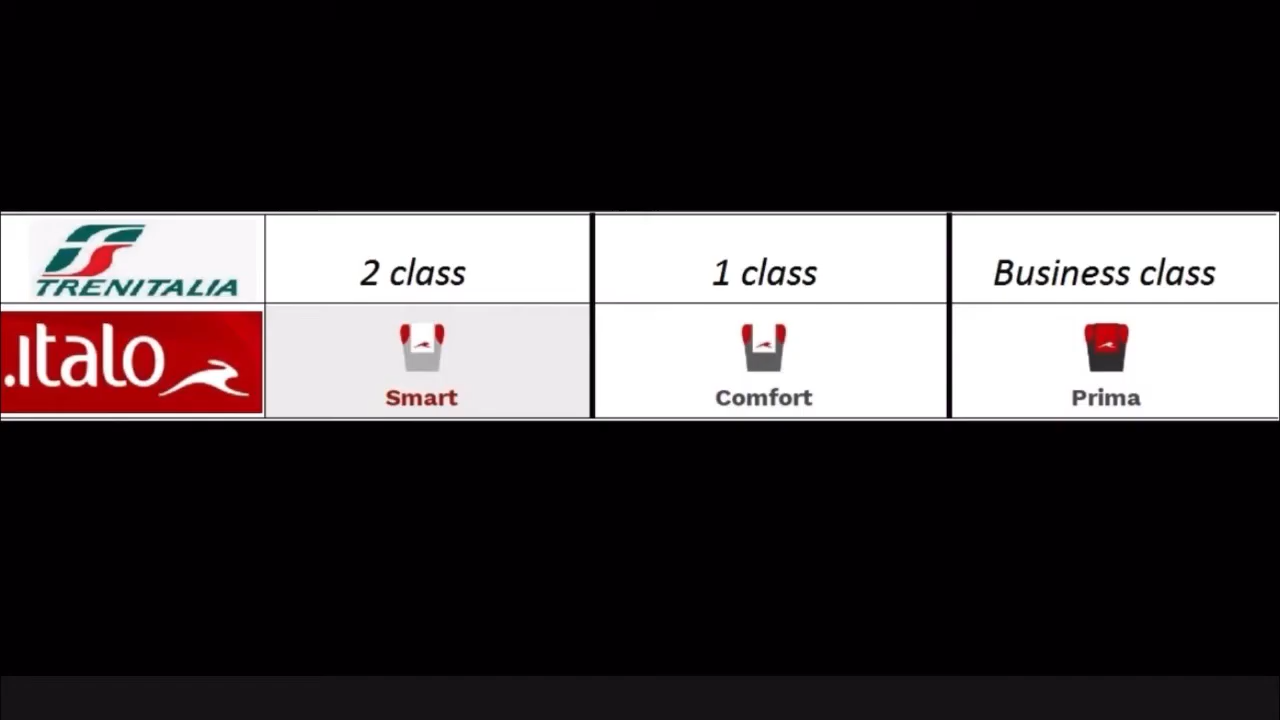 TRENITALIA
2 class
1 class
Business class
.italo
Smart
Comfort
Prima